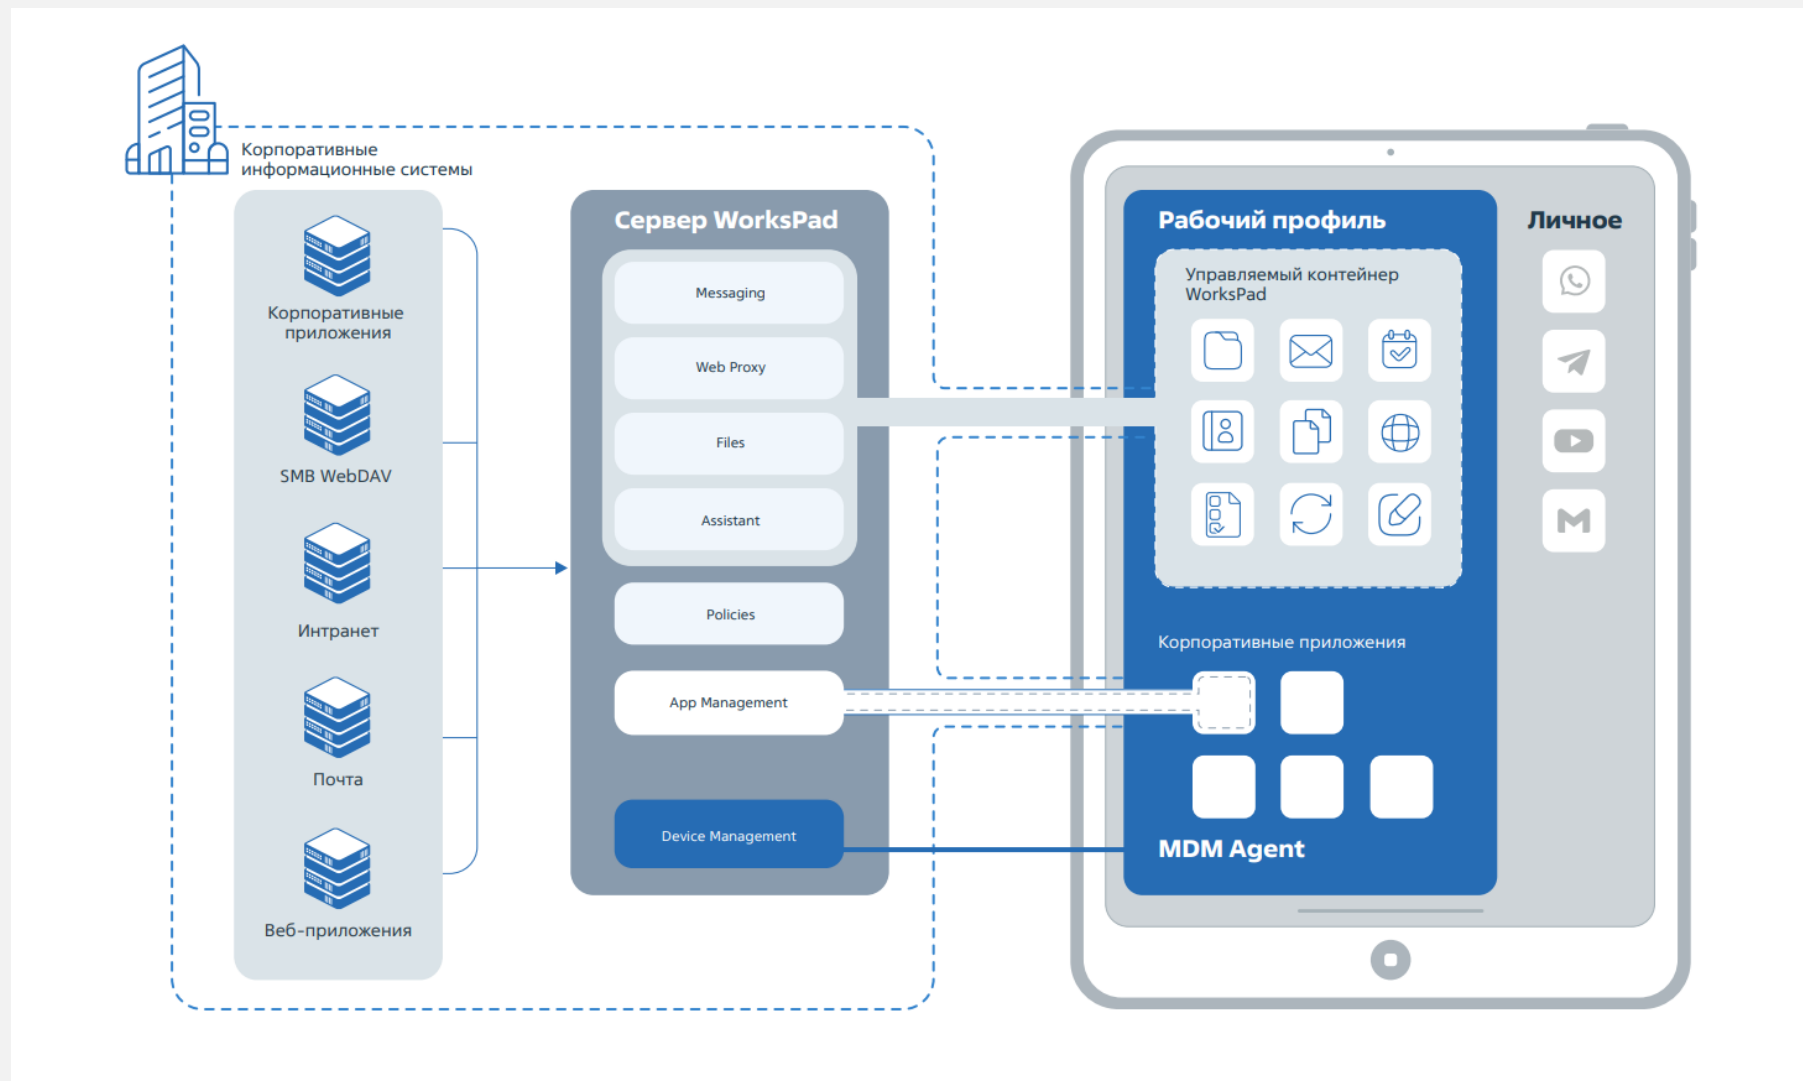 Корпоративные
информационные системы
Корпоративные
приложения
SMB WebDAV
Интранет
Почта
Веб-приложения
Сервер WorksPad
Messaging
Web Proxy
Files
Assistant
Policies
App Management
Device Management
Рабочий профиль
Управляемый контейнер
WorksPad
Корпоративные приложения
MDM Agent
Личное